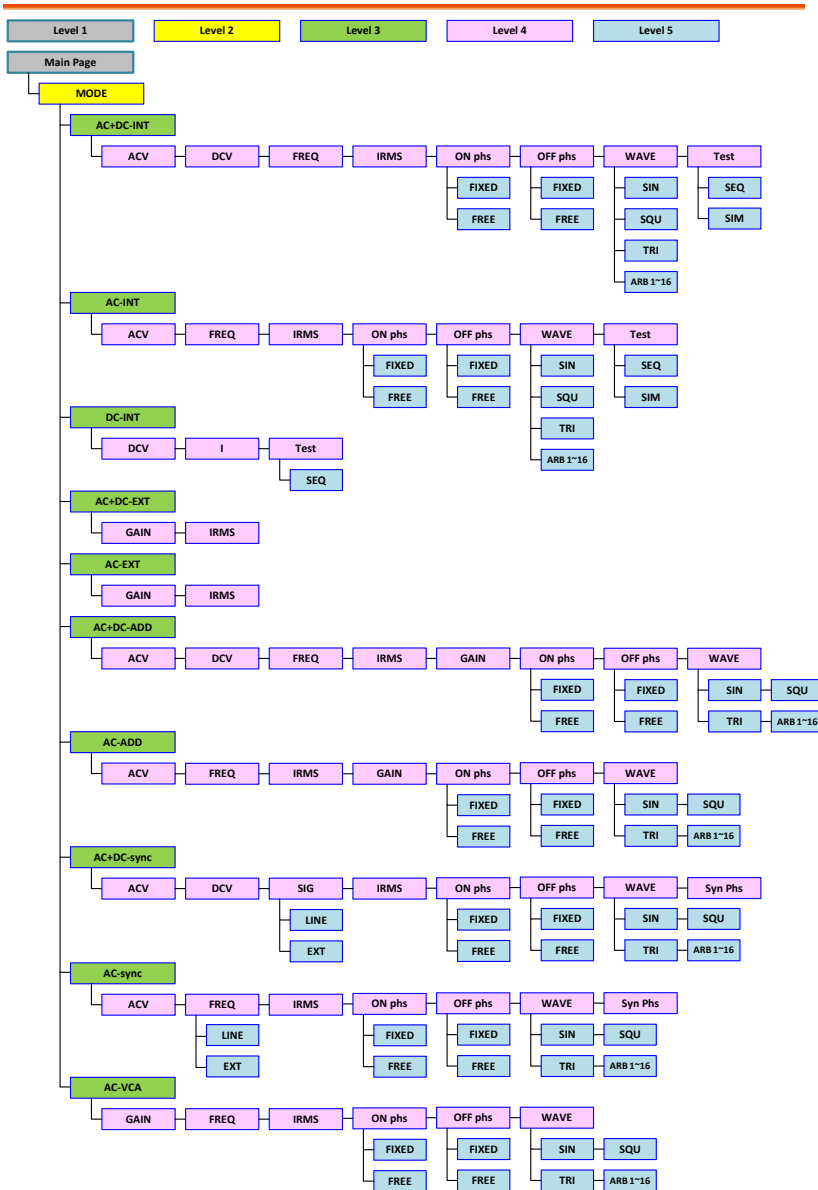 Level 1 Level 2 Level 3 Level 4 Level 5
Main Page
MODE
AC+DC-INT
ACV DCV FREQ IRMS ON phs OFF phs WAVE Test
FIXED FIXED SIN SEQ
FREE FREE SQU SIM
TRI
ARB 1~16
AC-INT
ACV FREQ IRMS ON phs OFF phs WAVE Test
FIXED FIXED SIN SEQ
FREE FREE SQU SIM
TRI
ARB 1~16
DC-INT
DCV I Test
SEQ
AC+DC-EXT
GAIN IRMS
AC-EXT
GAIN IRMS
AC+DC-ADD
ACV DCV FREQ IRMS GAIN ON phs OFF phs WAVE
FIXED FIXED SIN SQU
FREE FREE TRI ARB 1~16
AC-ADD
ACV FREQ IRMS GAIN ON phs OFF phs WAVE
FIXED FIXED SIN SQU
FREE FREE TRI ARB 1~16
AC+DC-sync
ACV DCV SIG IRMS ON phs OFF phs WAVE Syn Phs
LINE FIXED FIXED SIN SQU
EXT FREE FREE TRI ARB 1~16
AC-sync
ACV FREQ IRMS ON phs OFF phs WAVE Syn Phs
LINE FIXED FIXED SIN SQU
EXT FREE FREE TRI ARB 1~16
AC-VCA
GAIN FREQ IRMS ON phs OFF phs WAVE
FIXED FIXED SIN SQU
FREE FREE TRI ARB 1~16